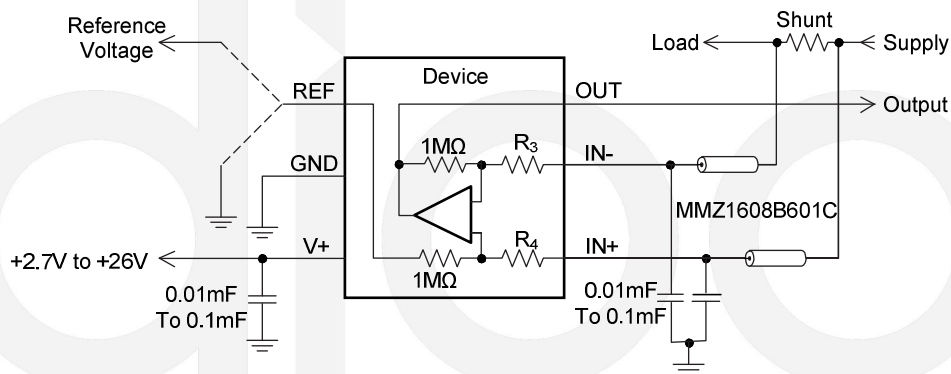 Reference
Voltage
Shunt
Load
Supply
Device
REF
OUT
Output
1MΩ
R3
IN-
GND
MMZ1608B601C
V+
R4
IN+
+2.7V to +26V
1MΩ
0.01mF
To 0.1mF
0.01mF
To 0.1mF